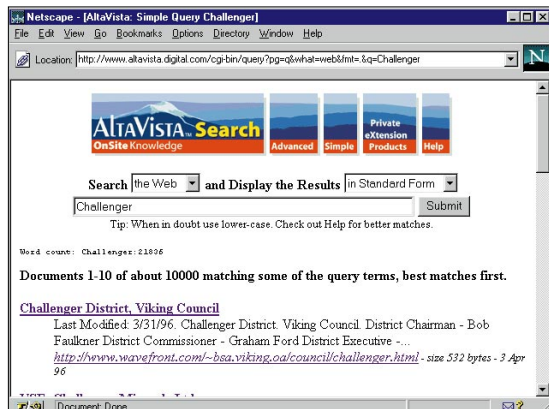 Netscape - [AltaVista: Simple Query Challenger]
File Edit View Go Bookmarks Options Directory Window Help
Location: http://www.altavista.digital.com/cgi-bin/query?pg=q&what=web&fmt=.&q=Challenger
N
ALTAVISTA™ Search
OnSite Knowledge
Advanced
Simple
Private
eXtension
Products
Help
Search the Web and Display the Results in Standard Form
Challenger Submit
Tip: When in doubt use lower-case. Check out Help for better matches.
Word count: Challenger:21836
Documents 1-10 of about 10000 matching some of the query terms, best matches first.
Challenger District, Viking Council
Last Modified: 3/31/96. Challenger District. Viking Council. District Chairman - Bob
Faulkner District Commissioner - Graham Ford District Executive -...
http://www.wavefront.com/~bsa.viking.oa/council/challenger.html - size 532 bytes - 3 Apr
96
Document: Done